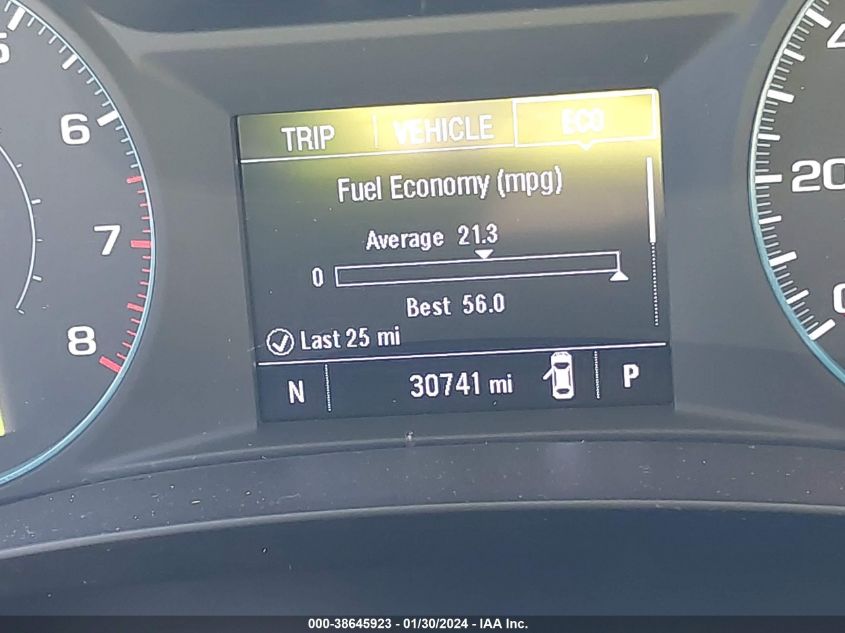 TRIP VEHICLE ECO
Fuel Economy (mpg)
Average 21.3
0
Best 56.0
Last 25 mi
N 30741 mi P
6
7
8
20
000-38645923 - 01/30/2024 - IAA Inc.